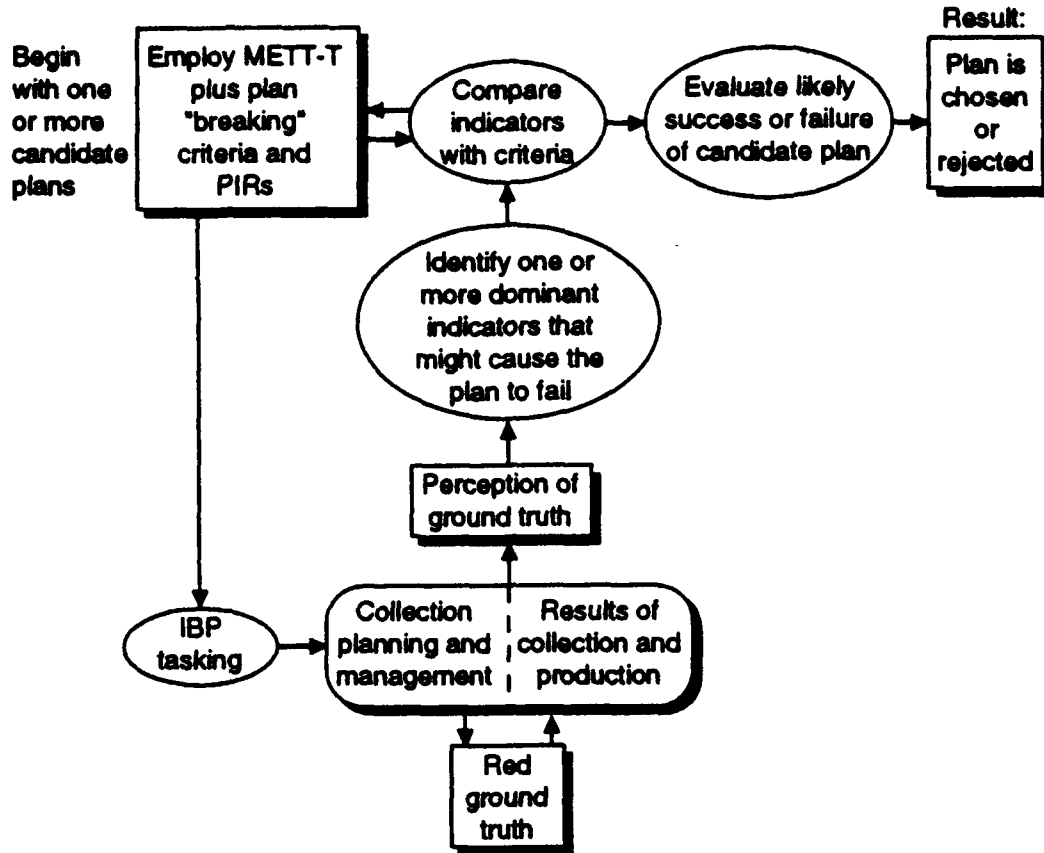 Begin
with one
or more
candidate
plans
Employ METT-T
plus plan
"breaking"
criteria and
PIRs
Compare
indicators
with criteria
Evaluate likely
success or failure
of candidate plan
Result:
Plan is
chosen
or
rejected
Identify one or
more dominant
indicators that
might cause the
plan to fail
Perception of
ground truth
IBP
tasking
Collection
planning and
management
Results of
collection and
production
Red
ground
truth